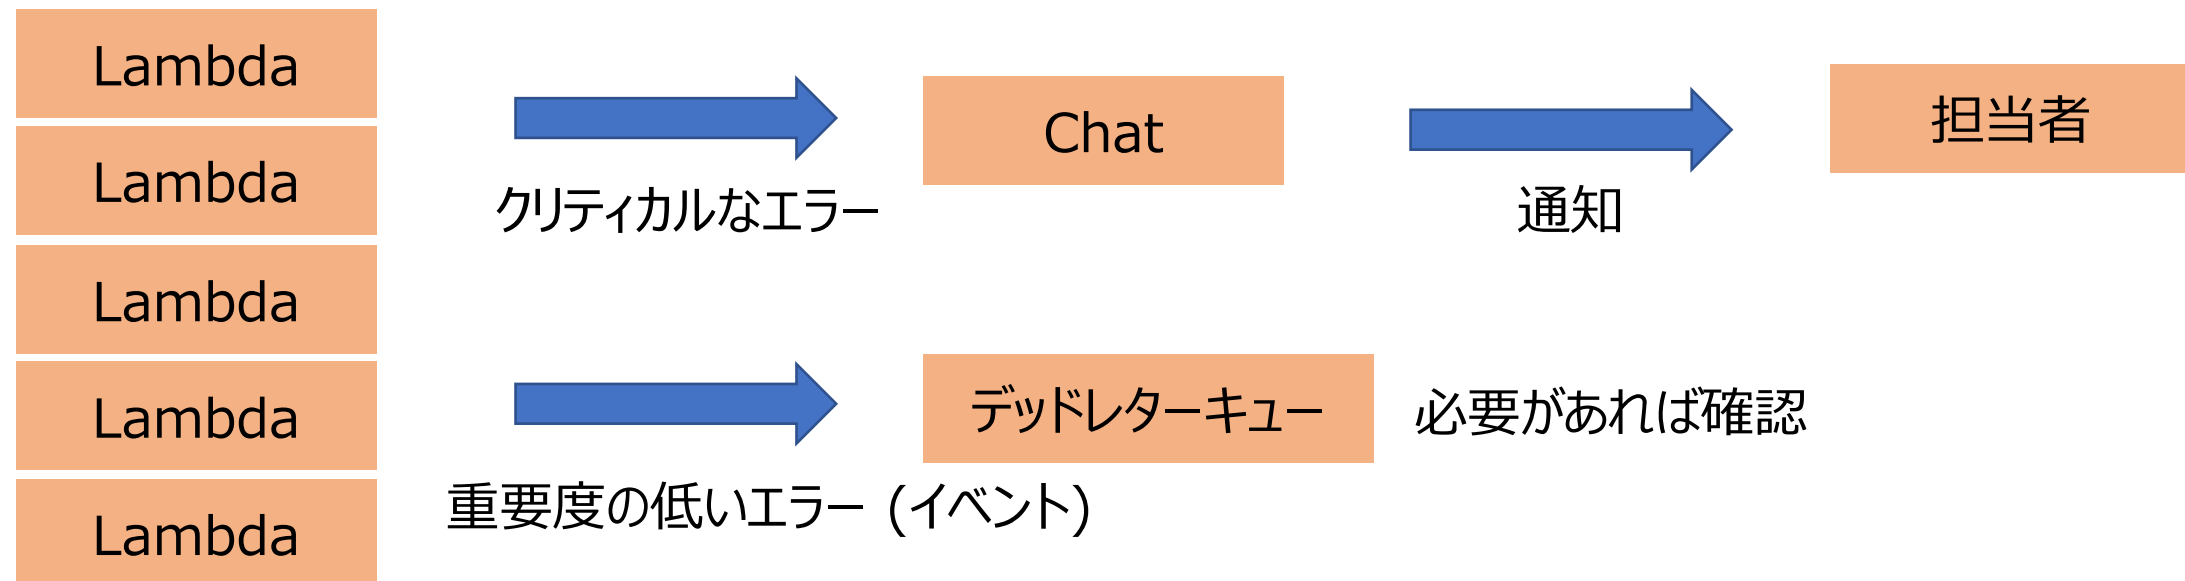 Lambda
Lambda
Lambda
Lambda
Lambda
クリティカルなエラー
Chat
通知
担当者
重要度の低いエラー (イベント)
デッドレターキュー
必要があれば確認